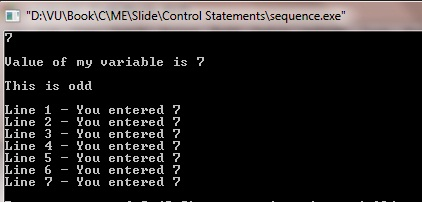 "D:\VU\Book\C\ME\Slide\Control Statements\sequence.exe"
7
Value of my variable is 7
This is odd
Line 1 - You entered 7
Line 2 - You entered 7
Line 3 - You entered 7
Line 4 - You entered 7
Line 5 - You entered 7
Line 6 - You entered 7
Line 7 - You entered 7